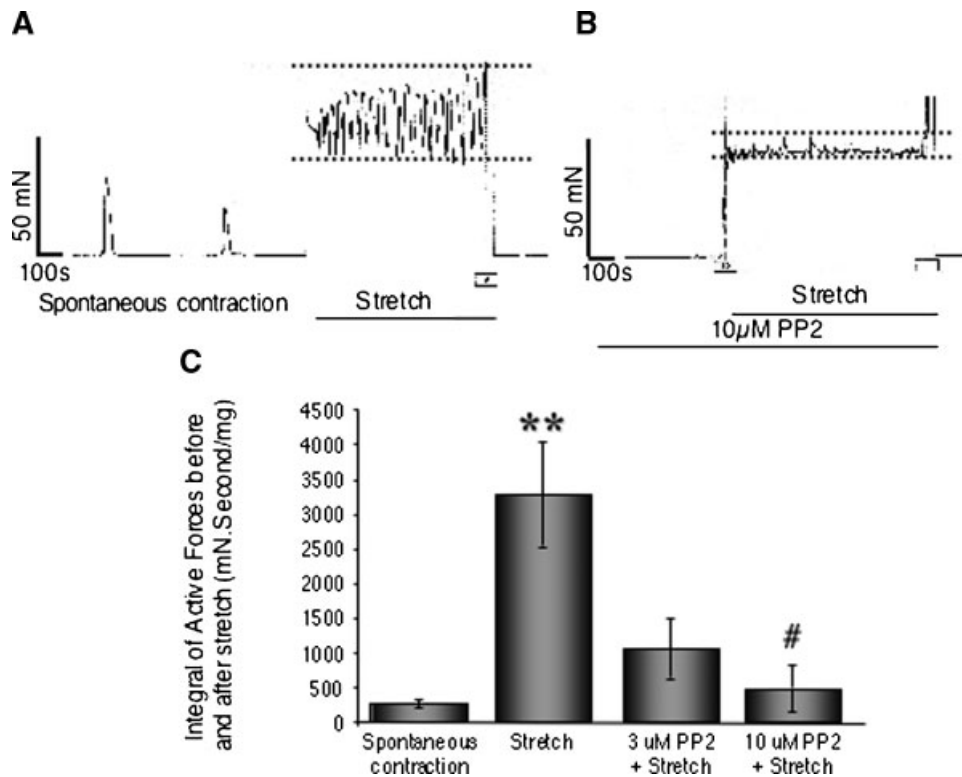 A
50 mN
100s
Spontaneous contraction
Stretch
B
50 mN
100s
Stretch
10µM PP2
C
Integral of Active Forces before
and after stretch (mN.Second/mg)
4500
4000
3500
3000
2500
2000
1500
1000
500
0
**
#
Spontaneous
contraction
Stretch
3 uM PP2
+ Stretch
10 uM PP2
+ Stretch